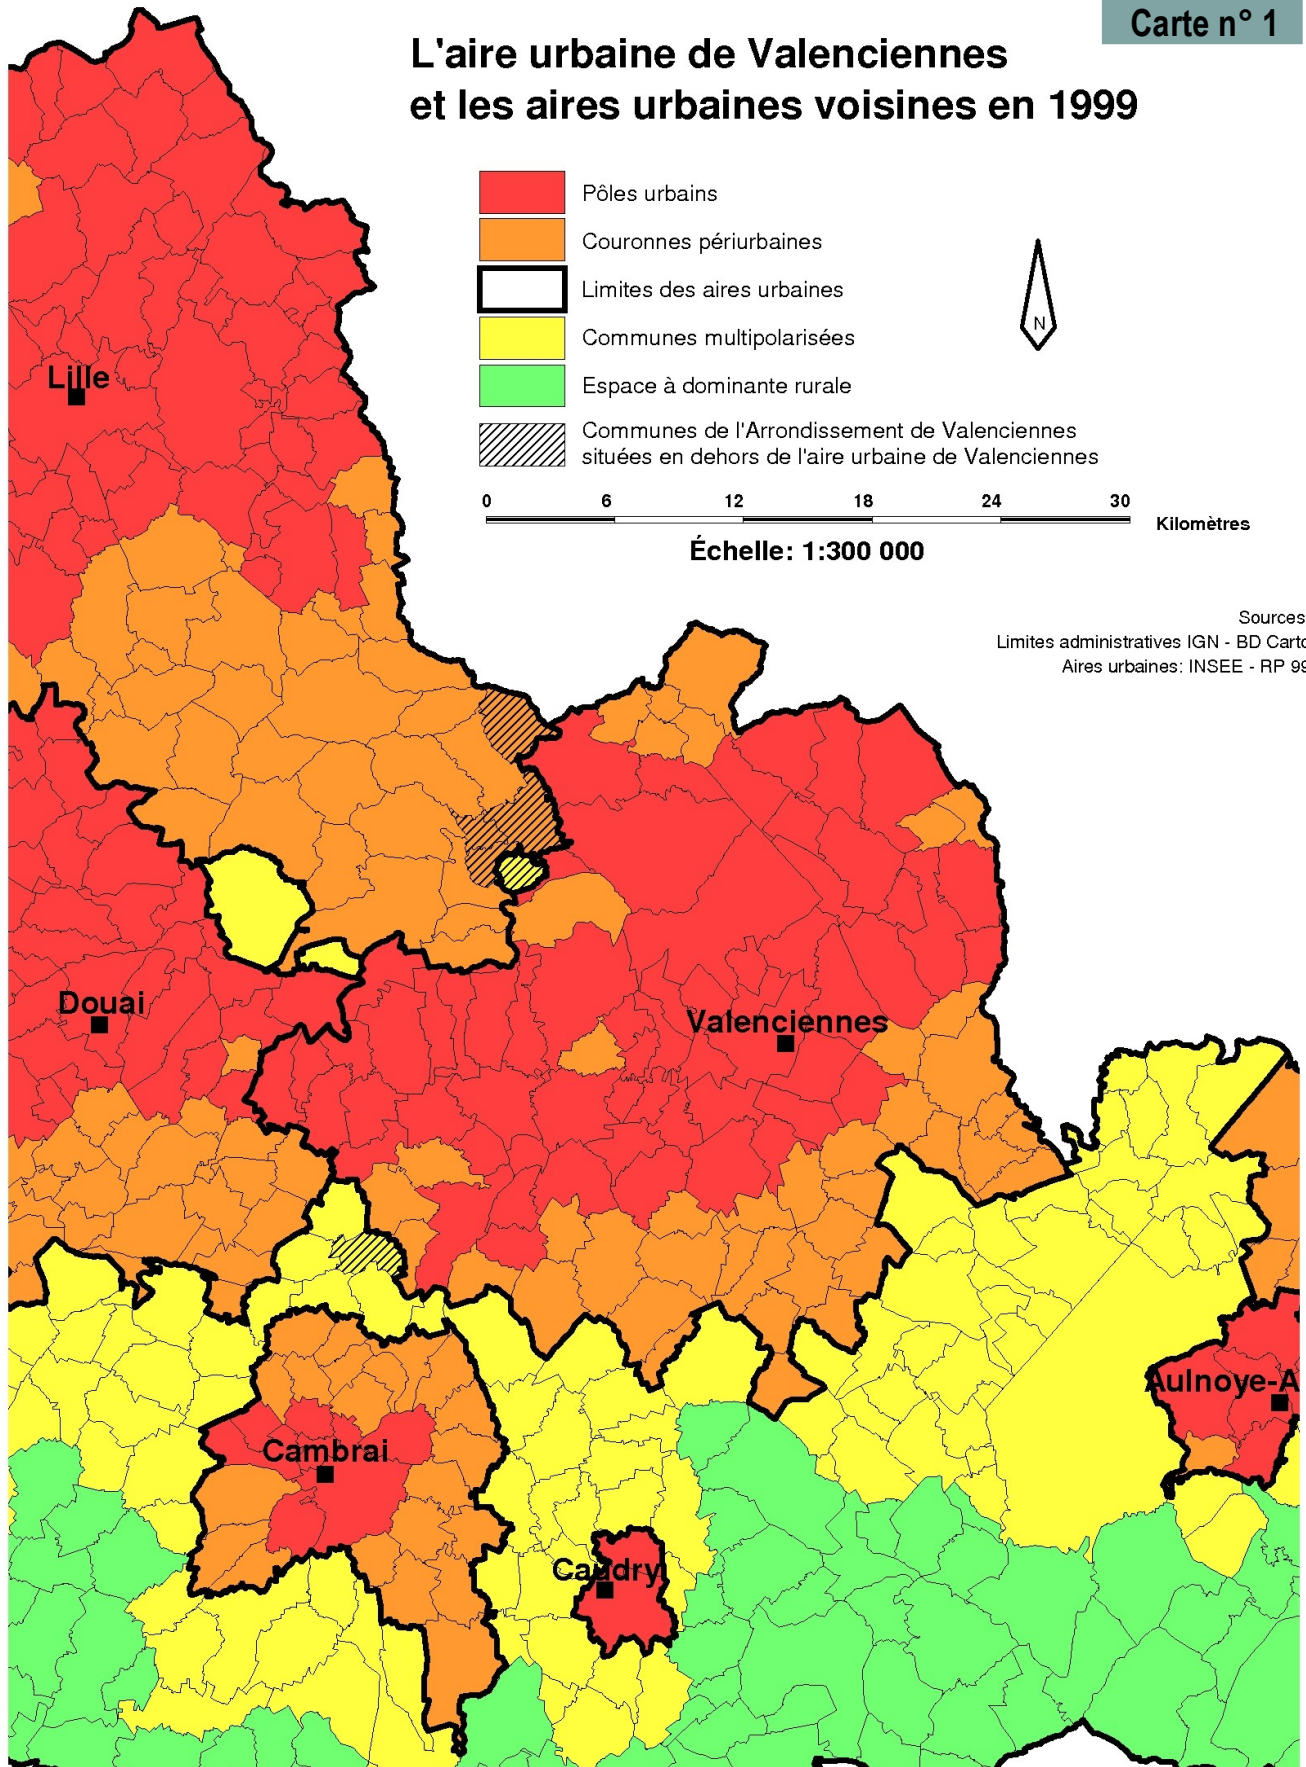 Carte n° 1
L'aire urbaine de Valenciennes
et les aires urbaines voisines en 1999
Pôles urbains
Couronnes périurbaines
Limites des aires urbaines
Communes multipolarisées
Espace à dominante rurale
Communes de l'Arrondissement de Valenciennes
situées en dehors de l'aire urbaine de Valenciennes
N
0 6 12 18 24 30
Kilomètres
Échelle: 1:300 000
Sources
Limites administratives IGN - BD Carto
Aires urbaines: INSEE - RP 99
Lille
Douai
Valenciennes
Aulnoye-A
Cambrai
Caudry